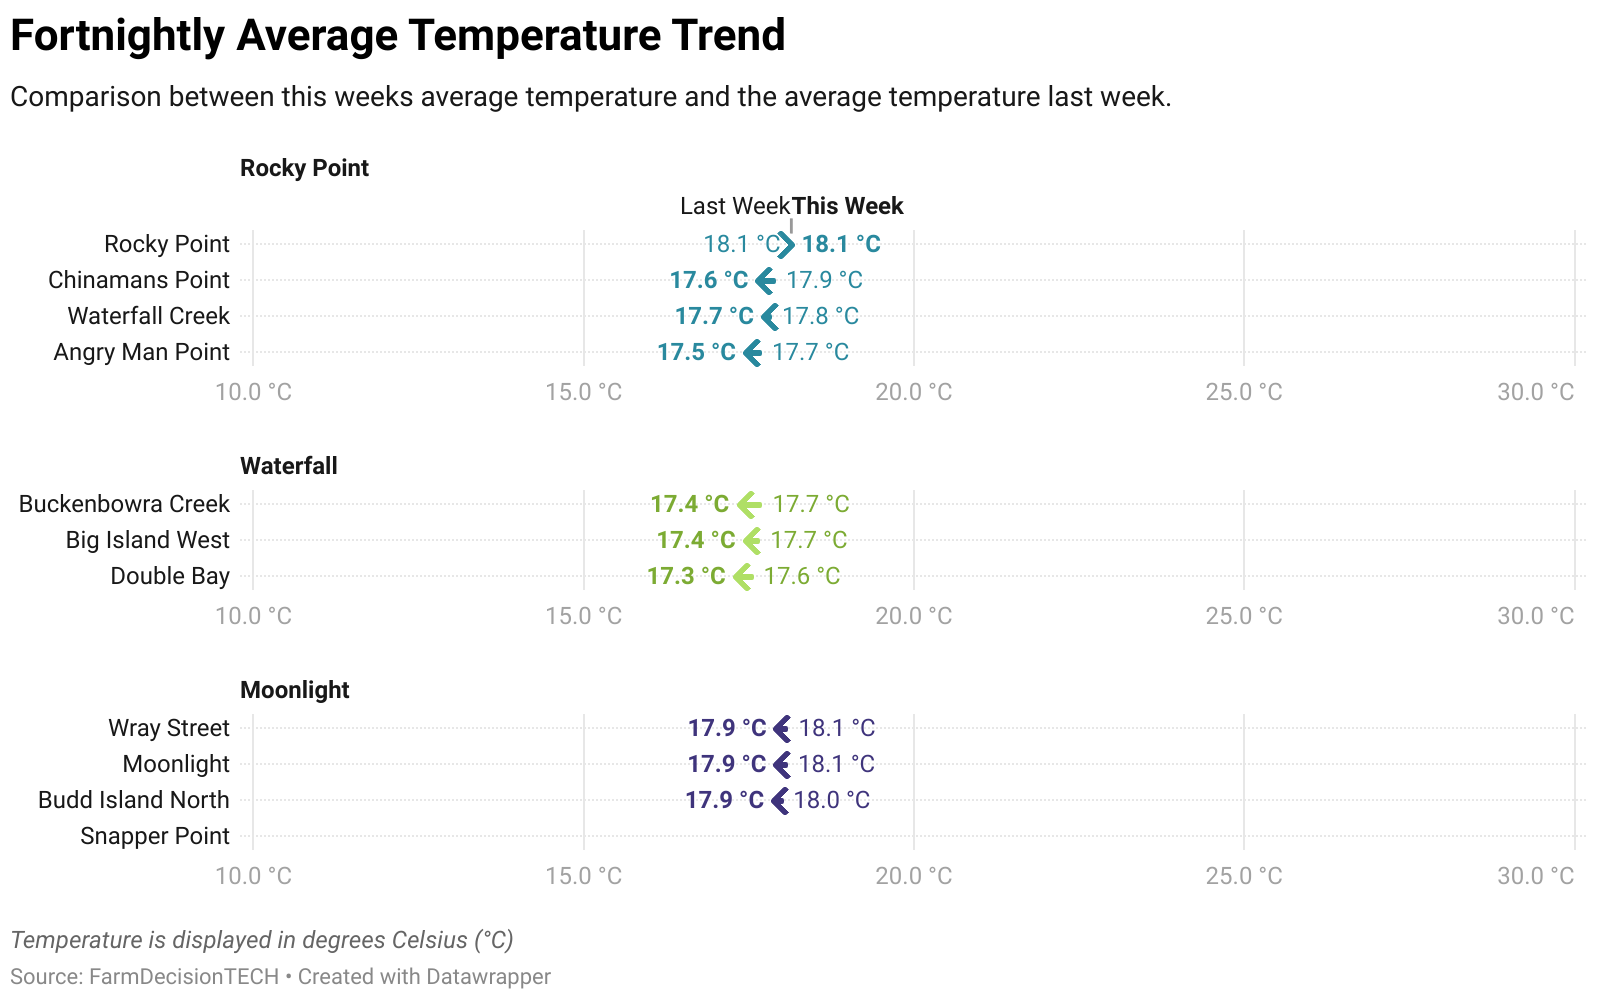 Fortnightly Average Temperature Trend
Comparison between this weeks average temperature and the average temperature last week.
Rocky Point
Last Week This Week
Rocky Point 18.1 °C 18.1 °C
Chinamans Point 17.6 °C 17.9 °C
Waterfall Creek 17.7 °C 17.8 °C
Angry Man Point 17.5 °C 17.7 °C
10.0 °C 15.0 °C 20.0 °C 25.0 °C 30.0 °C
Waterfall
Buckenbowra Creek 17.4 °C 17.7 °C
Big Island West 17.4 °C 17.7 °C
Double Bay 17.3 °C 17.6 °C
10.0 °C 15.0 °C 20.0 °C 25.0 °C 30.0 °C
Moonlight
Wray Street 17.9 °C 18.1 °C
Moonlight 17.9 °C 18.1 °C
Budd Island North 17.9 °C 18.0 °C
Snapper Point
10.0 °C 15.0 °C 20.0 °C 25.0 °C 30.0 °C
Temperature is displayed in degrees Celsius (°C)
Source: FarmDecisionTECH • Created with Datawrapper